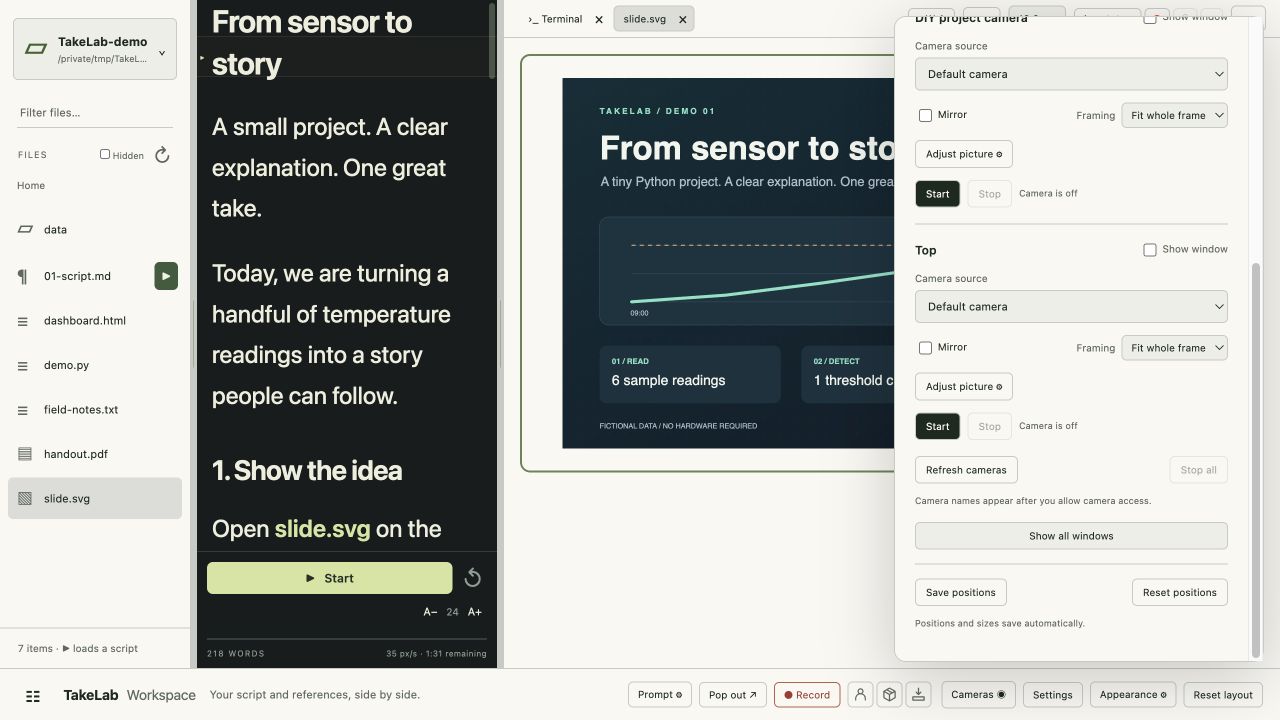 TakeLab-demo
/private/tmp/TakeL...
Filter files...
FILES
Hidden
Home
data
01-script.md
dashboard.html
demo.py
field-notes.txt
handout.pdf
slide.svg
7 items · ▶ loads a script
From sensor to
story
A small project. A clear
explanation. One great
take.
Today, we are turning a
handful of temperature
readings into a story
people can follow.
1. Show the idea
Open slide.svg on the
Start
A− 24 A+
218 WORDS
35 px/s · 1:31 remaining
Terminal
slide.svg
TAKELAB / DEMO 01
From sensor to sto
A tiny Python project. A clear explanation. One grea
09:00
01 / READ
6 sample readings
02 / DETECT
1 threshold c
FICTIONAL DATA / NO HARDWARE REQUIRED
DIY project camera
Show window
Camera source
Default camera
Mirror
Framing
Fit whole frame
Adjust picture
Start
Stop
Camera is off
Top
Show window
Camera source
Default camera
Mirror
Framing
Fit whole frame
Adjust picture
Start
Stop
Camera is off
Refresh cameras
Stop all
Camera names appear after you allow camera access.
Show all windows
Save positions
Reset positions
Positions and sizes save automatically.
TakeLab Workspace
Your script and references, side by side.
Prompt
Pop out ↗
Record
Cameras
Settings
Appearance
Reset layout